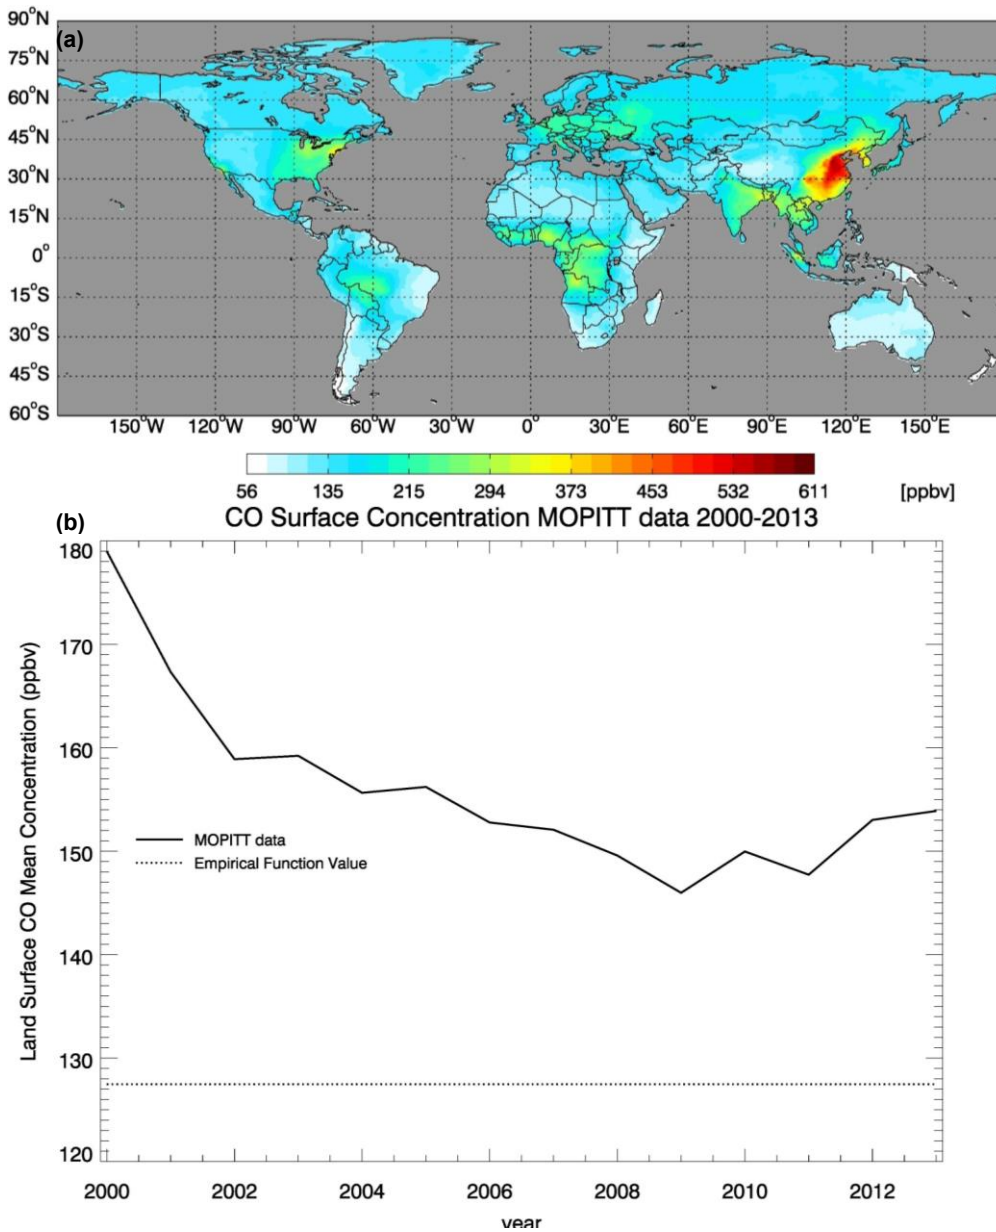 90°N
(a)
75°N
60°N
45°N
30°N
15°N
0°
15°S
30°S
45°S
60°S
150°W 120°W 90°W 60°W 30°W 0° 30°E 60°E 90°E 120°E 150°E
56 135 215 294 373 453 532 611 [ppbv]
(b)
CO Surface Concentration MOPITT data 2000-2013
180
170
160
150
140
130
120
Land Surface CO Mean Concentration (ppbv)
MOPITT data
Empirical Function Value
2000 2002 2004 2006 2008 2010 2012
year